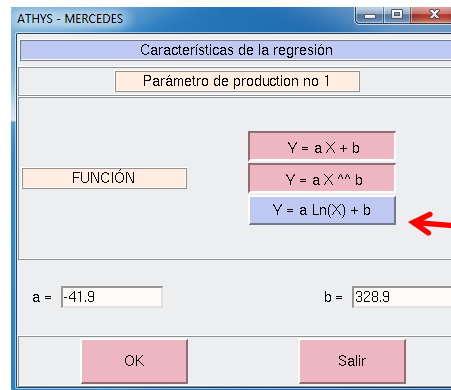 ATHYS - MERCEDES
Características de la regresión
Parámetro de production no 1
FUNCIÓN
Y = a X + b
Y = a X ^^ b
Y = a Ln(X) + b
a = -41.9 b = 328.9
OK Salir